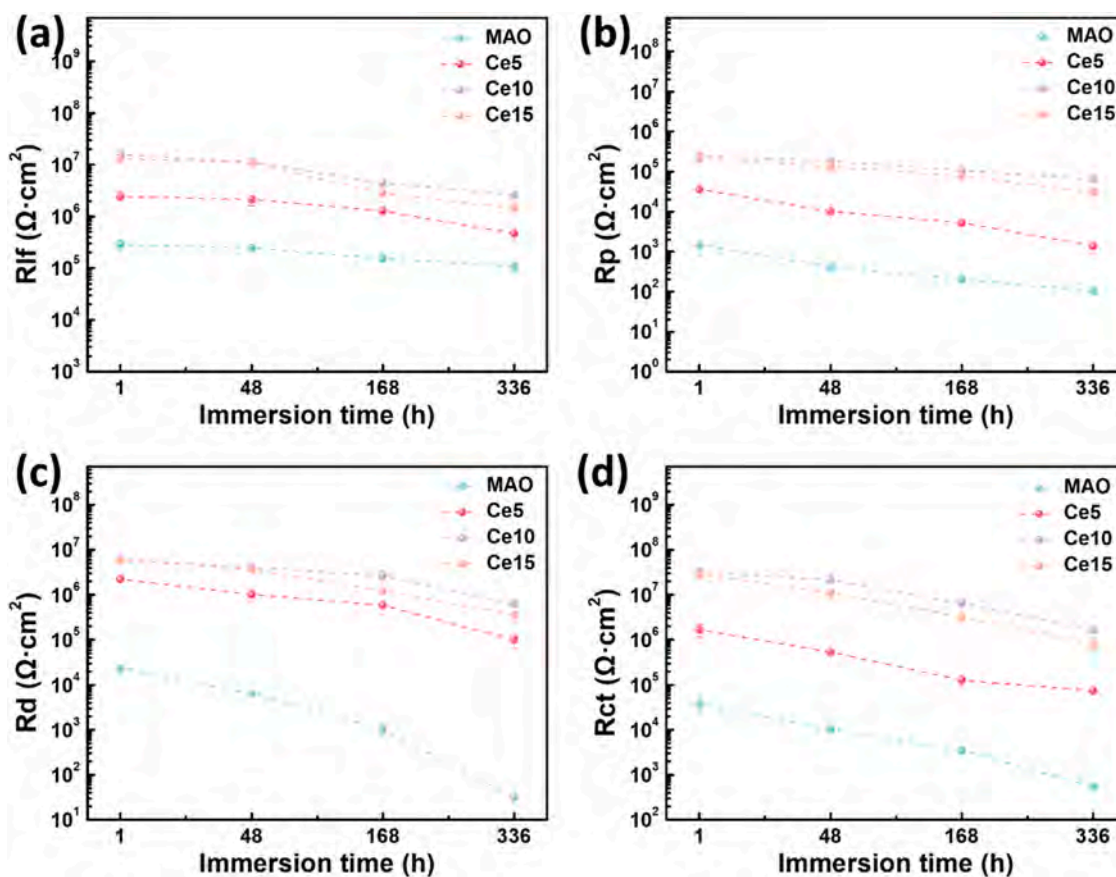 (a)
MAO
Ce5
Ce10
Ce15
10⁹
10⁸
10⁷
10⁶
10⁵
10⁴
10³
Rlf (Ω·cm²)
1 48 168 336
Immersion time (h)
(b)
MAO
Ce5
Ce10
Ce15
10⁸
10⁷
10⁶
10⁵
10⁴
10³
10²
10¹
10⁰
Rp (Ω·cm²)
1 48 168 336
Immersion time (h)
(c)
MAO
Ce5
Ce10
Ce15
10⁸
10⁷
10⁶
10⁵
10⁴
10³
10²
10¹
Rd (Ω·cm²)
1 48 168 336
Immersion time (h)
(d)
MAO
Ce5
Ce10
Ce15
10⁹
10⁸
10⁷
10⁶
10⁵
10⁴
10³
10²
Rct (Ω·cm²)
1 48 168 336
Immersion time (h)